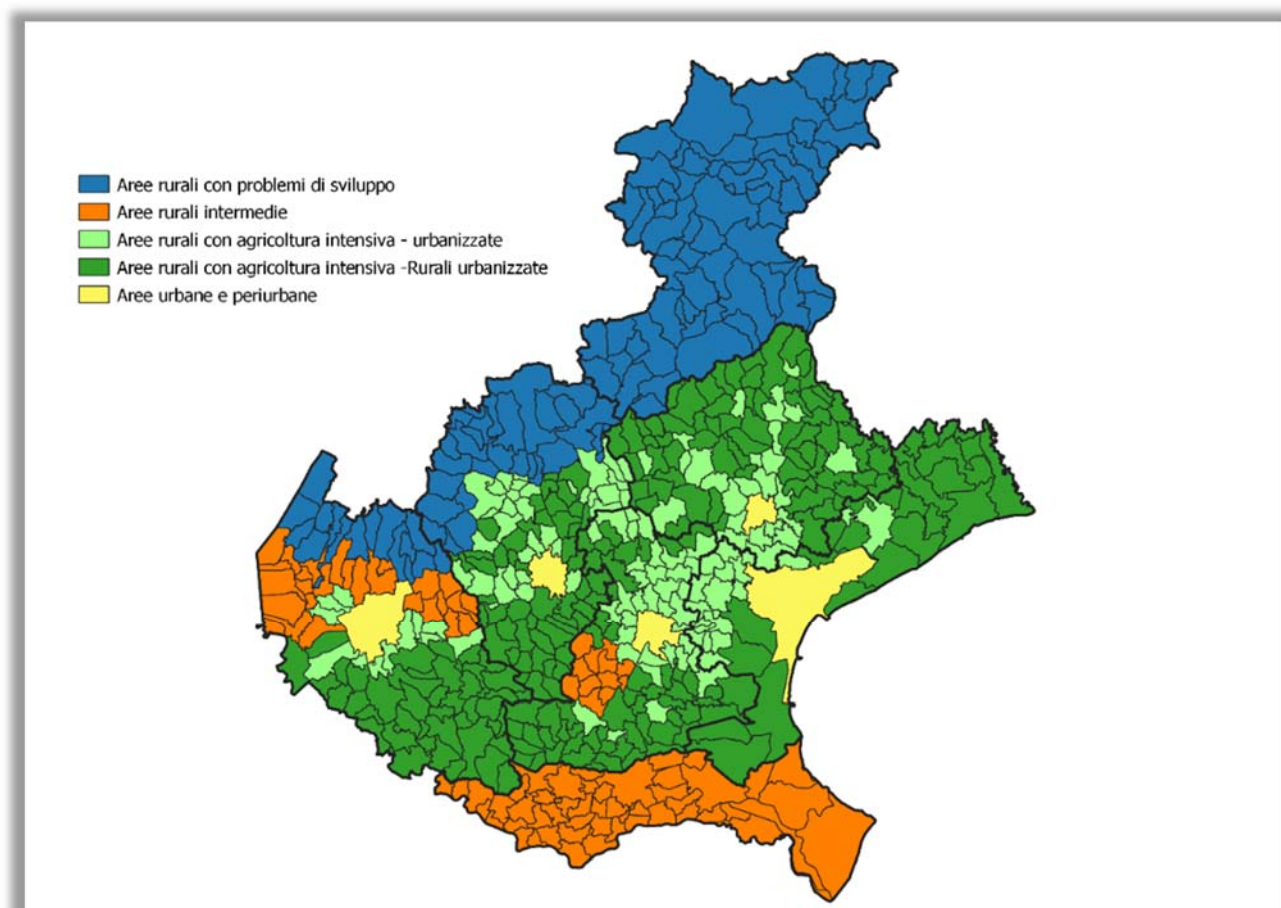 Aree rurali con problemi di sviluppo
Aree rurali intermedie
Aree rurali con agricoltura intensiva - urbanizzate
Aree rurali con agricoltura intensiva -Rurali urbanizzate
Aree urbane e periurbane